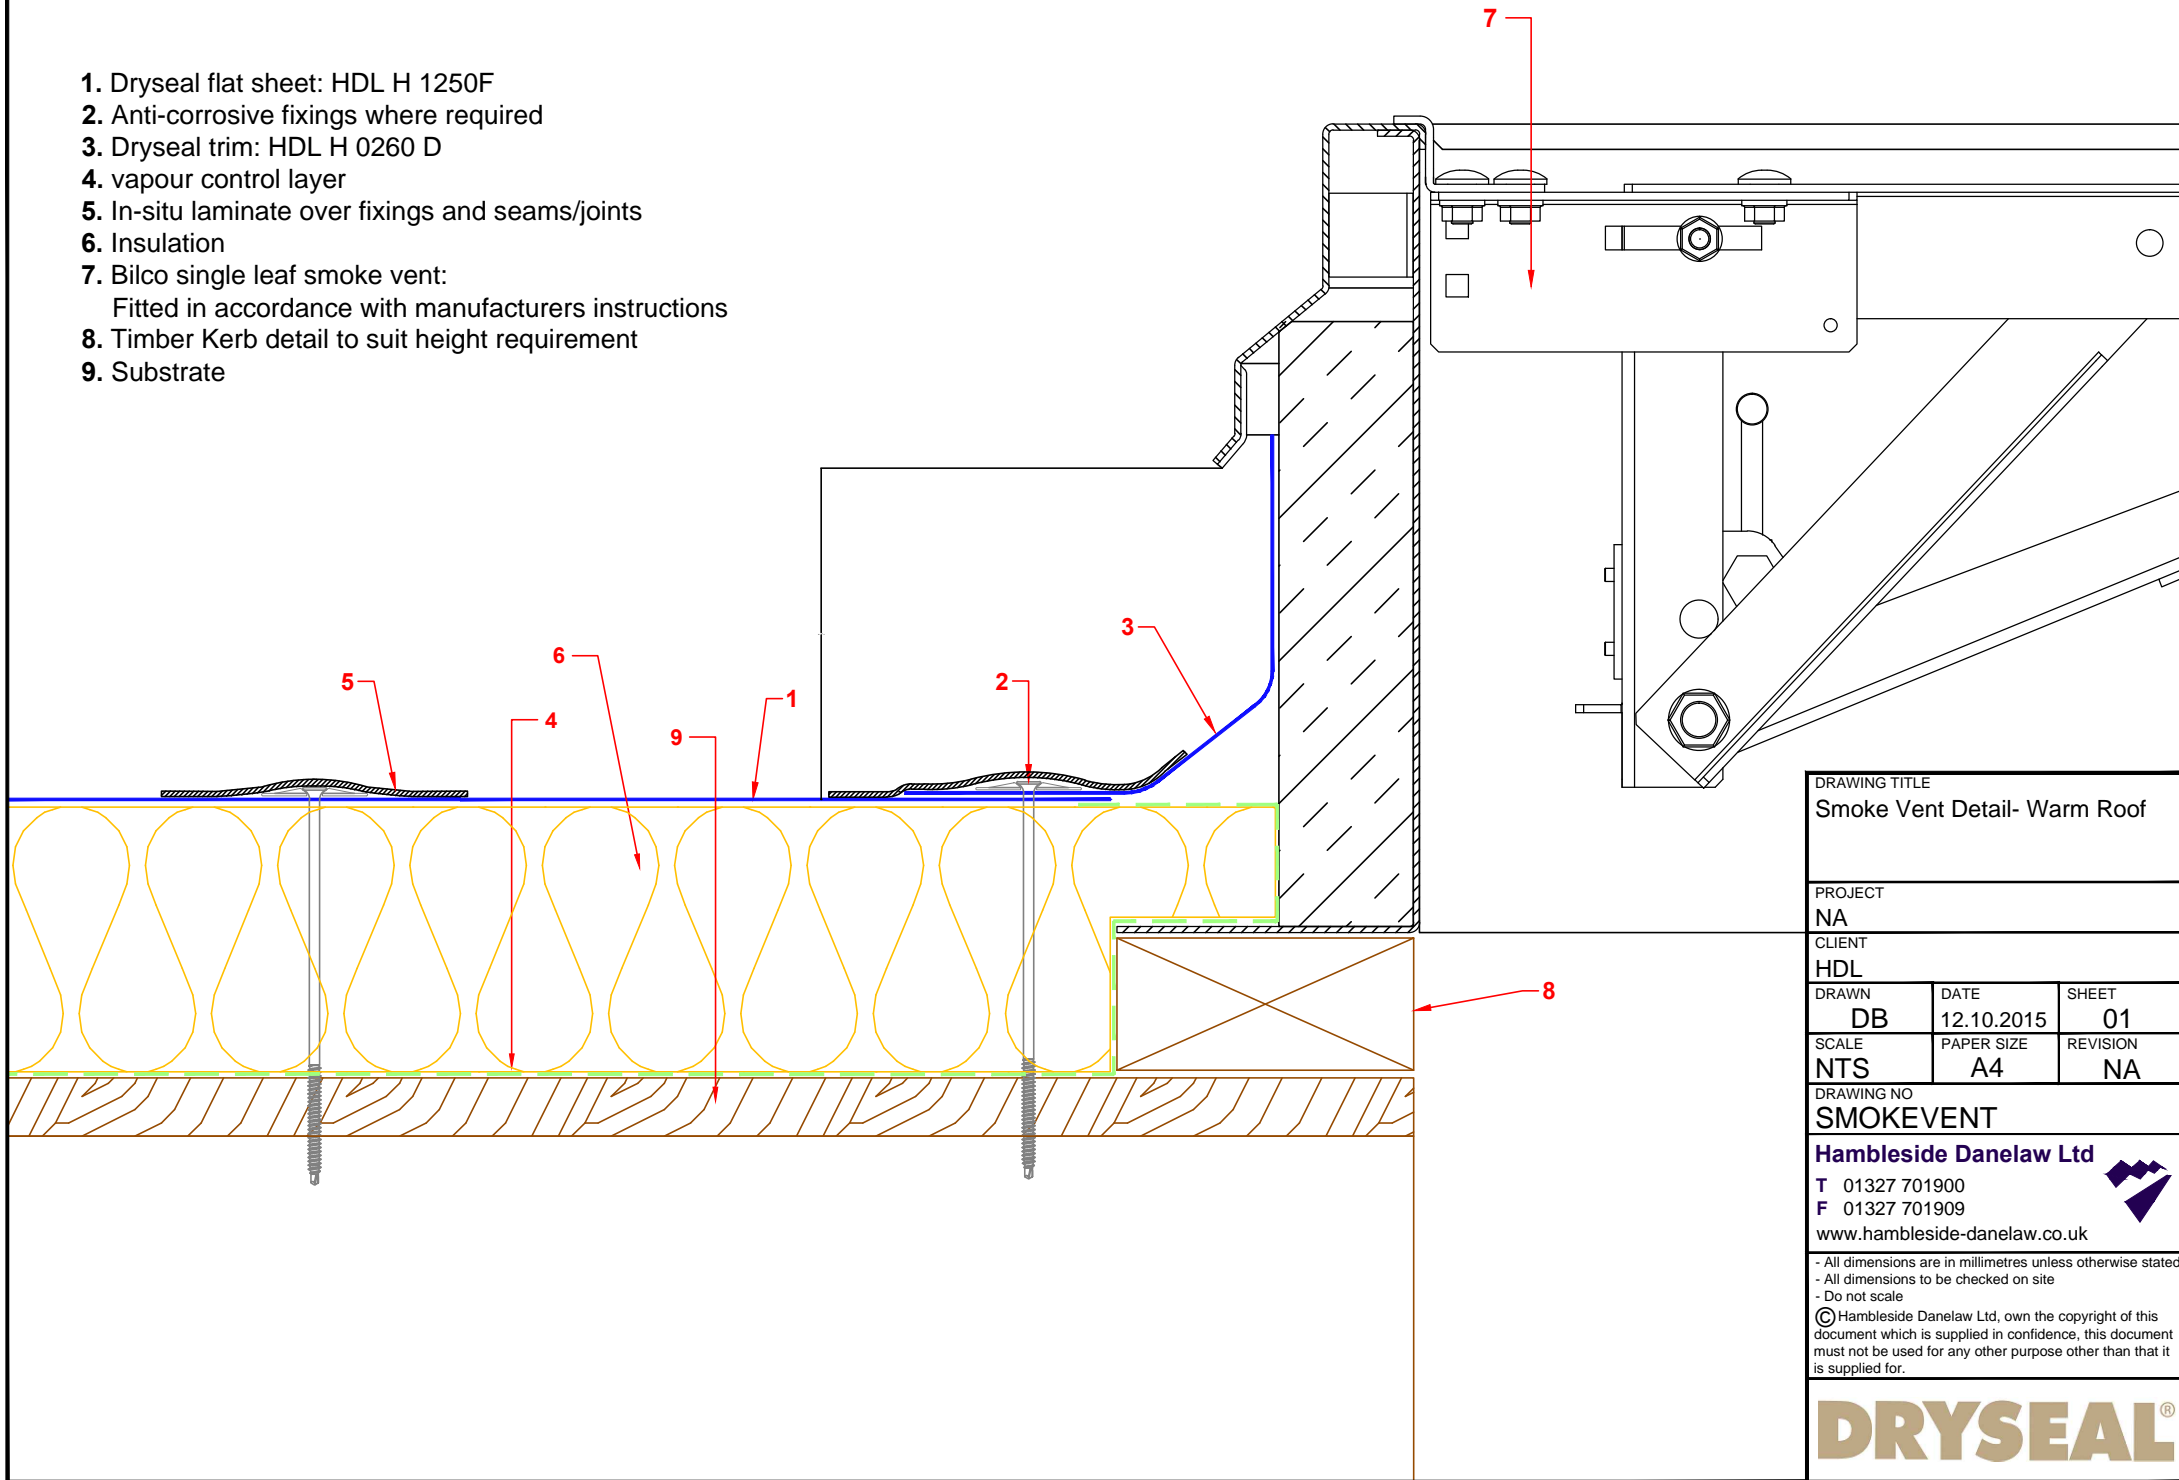 7
1. Dryseal flat sheet: HDL H 1250F
2. Anti-corrosive fixings where required
3. Dryseal trim: HDL H 0260 D
4. vapour control layer
5. In-situ laminate over fixings and seams/joints
6. Insulation
7. Bilco single leaf smoke vent:
Fitted in accordance with manufacturers instructions
8. Timber Kerb detail to suit height requirement
9. Substrate
3
6
5
2
1
4
9
8
DRAWING TITLE
Smoke Vent Detail- Warm Roof
PROJECT
NA
CLIENT
HDL
DRAWN DATE SHEET
DB 12.10.2015 01
SCALE PAPER SIZE REVISION
NTS A4 NA
DRAWING NO
SMOKEVENT
Hambleside Danelaw Ltd
T 01327 701900
F 01327 701909
www.hambleside-danelaw.co.uk
- All dimensions are in millimetres unless otherwise stated
- All dimensions to be checked on site
- Do not scale
© Hambleside Danelaw Ltd, own the copyright of this
document which is supplied in confidence, this document
must not be used for any other purpose other than that it
is supplied for.
DRYSEAL®